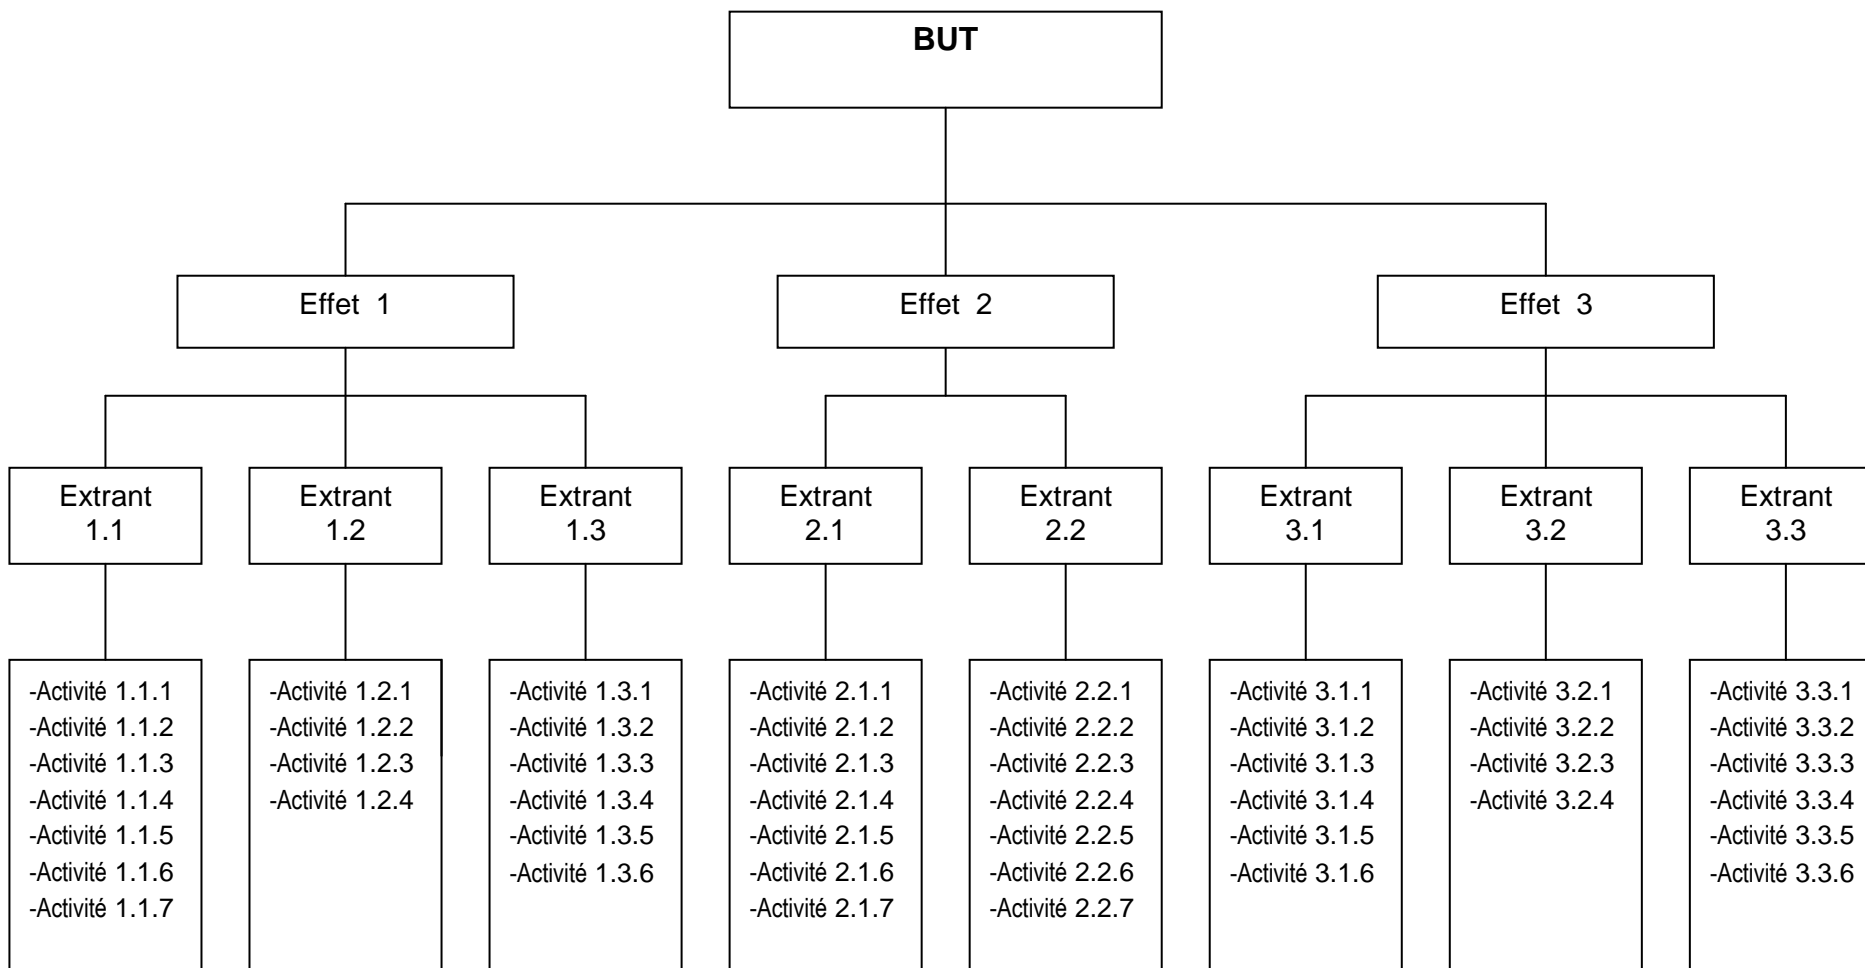 BUT
Effet 1
Effet 2
Effet 3
Extrant
1.1
Extrant
1.2
Extrant
1.3
Extrant
2.1
Extrant
2.2
Extrant
3.1
Extrant
3.2
Extrant
3.3
-Activité 1.1.1
-Activité 1.1.2
-Activité 1.1.3
-Activité 1.1.4
-Activité 1.1.5
-Activité 1.1.6
-Activité 1.1.7
-Activité 1.2.1
-Activité 1.2.2
-Activité 1.2.3
-Activité 1.2.4
-Activité 1.3.1
-Activité 1.3.2
-Activité 1.3.3
-Activité 1.3.4
-Activité 1.3.5
-Activité 1.3.6
-Activité 2.1.1
-Activité 2.1.2
-Activité 2.1.3
-Activité 2.1.4
-Activité 2.1.5
-Activité 2.1.6
-Activité 2.1.7
-Activité 2.2.1
-Activité 2.2.2
-Activité 2.2.3
-Activité 2.2.4
-Activité 2.2.5
-Activité 2.2.6
-Activité 2.2.7
-Activité 3.1.1
-Activité 3.1.2
-Activité 3.1.3
-Activité 3.1.4
-Activité 3.1.5
-Activité 3.1.6
-Activité 3.2.1
-Activité 3.2.2
-Activité 3.2.3
-Activité 3.2.4
-Activité 3.3.1
-Activité 3.3.2
-Activité 3.3.3
-Activité 3.3.4
-Activité 3.3.5
-Activité 3.3.6